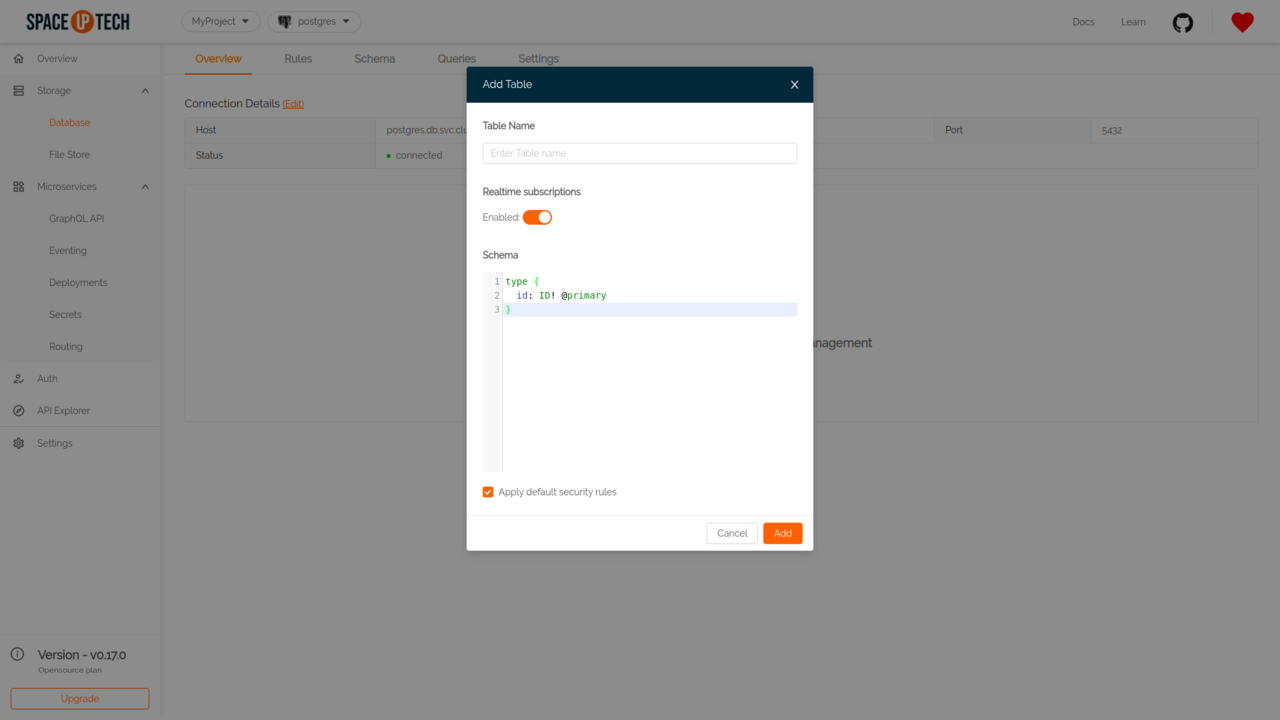 SPACE UP TECH
MyProject
postgres
Docs
Learn
Overview
Storage
Database
File Store
Microservices
GraphQL API
Eventing
Deployments
Secrets
Routing
Auth
API Explorer
Settings
Version - v0.17.0
Opensource plan
Upgrade
Overview Rules Schema Queries Settings
Connection Details (Edit)
Host postgres.db.svc.clu Port 5432
Status connected
Add Table X
Table Name
Enter Table name
Realtime subscriptions
Enabled:
Schema
1 type {
2 id: ID! @primary
3 }
Apply default security rules
Cancel Add